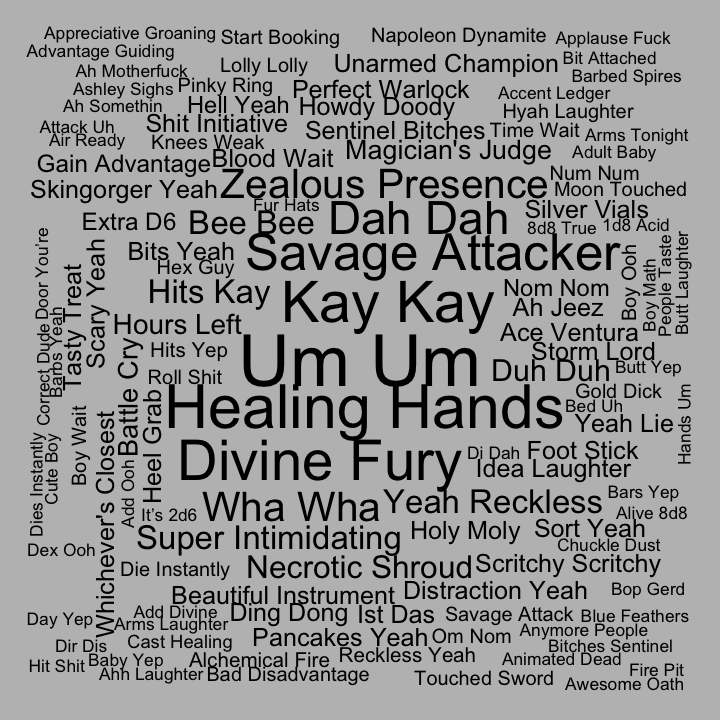 Appreciative Groaning
Start Booking
Napoleon Dynamite
Applause Fuck
Advantage Guiding
Ah Motherfuck
Lolly Lolly
Unarmed Champion
Bit Attached
Barbed Spires
Ashley Sighs
Pinky Ring
Perfect Warlock
Accent Ledger
Ah Somethin
Hell Yeah
Howdy Doody
Hyah Laughter
Attack Uh
Shit Initiative
Sentinel Bitches
Time Wait
Arms Tonight
Air Ready
Knees Weak
Magician's Judge
Adult Baby
Gain Advantage
Blood Wait
Num Num
Skingorger Yeah
Zealous Presence
Moon Touched
Fur Hats
Extra D6
Bee Bee
Dah Dah
Silver Vials
8d8 True
1d8 Acid
Bits Yeah
Hex Guy
Savage Attacker
Door You're
Scary Yeah
Tasty Treat
Boy Ooh
Boy Math
People Taste
Butt Laughter
Hits Kay
Kay Kay
Nom Nom
Ah Jeez
Hours Left
Ace Ventura
Correct Dude
Barbs Yeah
Hits Yep
Um Um
Storm Lord
Roll Shit
Duh Duh
Butt Yep
Battle Cry
Healing Hands
Gold Dick
Bed Uh
Yeah Lie
Hands Um
Heel Grab
Boy Wait
Cute Boy
Dies Instantly
Add Ooh
Whichever's Closest
Divine Fury
Di Dah
Foot Stick
Idea Laughter
Wha Wha
Yeah Reckless
Bars Yep
It's 2d6
Alive 8d8
Super Intimidating
Holy Moly
Sort Yeah
Dex Ooh
Chuckle Dust
Die Instantly
Necrotic Shroud
Scritchy Scritchy
Beautiful Instrument
Distraction Yeah
Bop Gerd
Day Yep
Add Divine
Ding Dong
Ist Das
Savage Attack
Blue Feathers
Arms Laughter
Dir Dis
Cast Healing
Pancakes Yeah
Om Nom
Anymore People
Bitches Sentinel
Hit Shit
Baby Yep
Alchemical Fire
Reckless Yeah
Animated Dead
Ahh Laughter
Bad Disadvantage
Touched Sword
Fire Pit
Awesome Oath